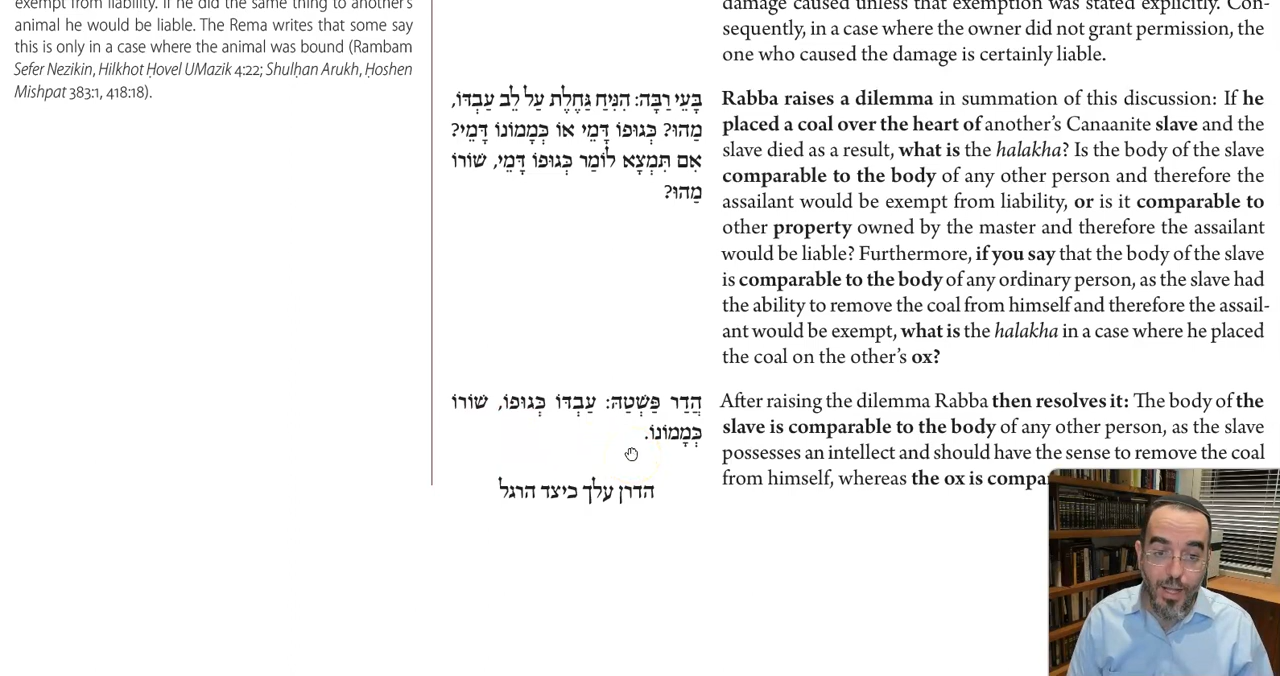 exempt from liability. If he did the same thing to another's
animal he would be liable. The Rema writes that some say
this is only in a case where the animal was bound (Rambam
Sefer Nezikin, Hilkhot Ḥovel UMazik 4:22; Shulḥan Arukh, Ḥoshen
Mishpat 383:1, 418:18).
בָּעֵי רַבָּה: הִנִּיחַ גַּחֶלֶת עַל לֵב עַבְדּוֹ,
מַהוּ? כְּגוּפוֹ דָּמֵי אוֹ כְּמָמוֹנוֹ דָּמֵי?
אִם תִּמְצָא לוֹמַר כְּגוּפוֹ דָּמֵי, שׁוֹרוֹ
מַהוּ?
הֲדַר פַּשְׁטַהּ: עַבְדּוֹ כְּגוּפוֹ, שׁוֹרוֹ
כְּמָמוֹנוֹ.
הדרן עלך כיצד הרגל
damage caused unless that exemption was stated explicitly. Con-
sequently, in a case where the owner did not grant permission, the
one who caused the damage is certainly liable.
Rabba raises a dilemma in summation of this discussion: If he
placed a coal over the heart of another's Canaanite slave and the
slave died as a result, what is the halakha? Is the body of the slave
comparable to the body of any other person and therefore the
assailant would be exempt from liability, or is it comparable to
other property owned by the master and therefore the assailant
would be liable? Furthermore, if you say that the body of the slave
is comparable to the body of any ordinary person, as the slave had
the ability to remove the coal from himself and therefore the assail-
ant would be exempt, what is the halakha in a case where he placed
the coal on the other's ox?
After raising the dilemma Rabba then resolves it: The body of the
slave is comparable to the body of any other person, as the slave
possesses an intellect and should have the sense to remove the coal
from himself, whereas the ox is